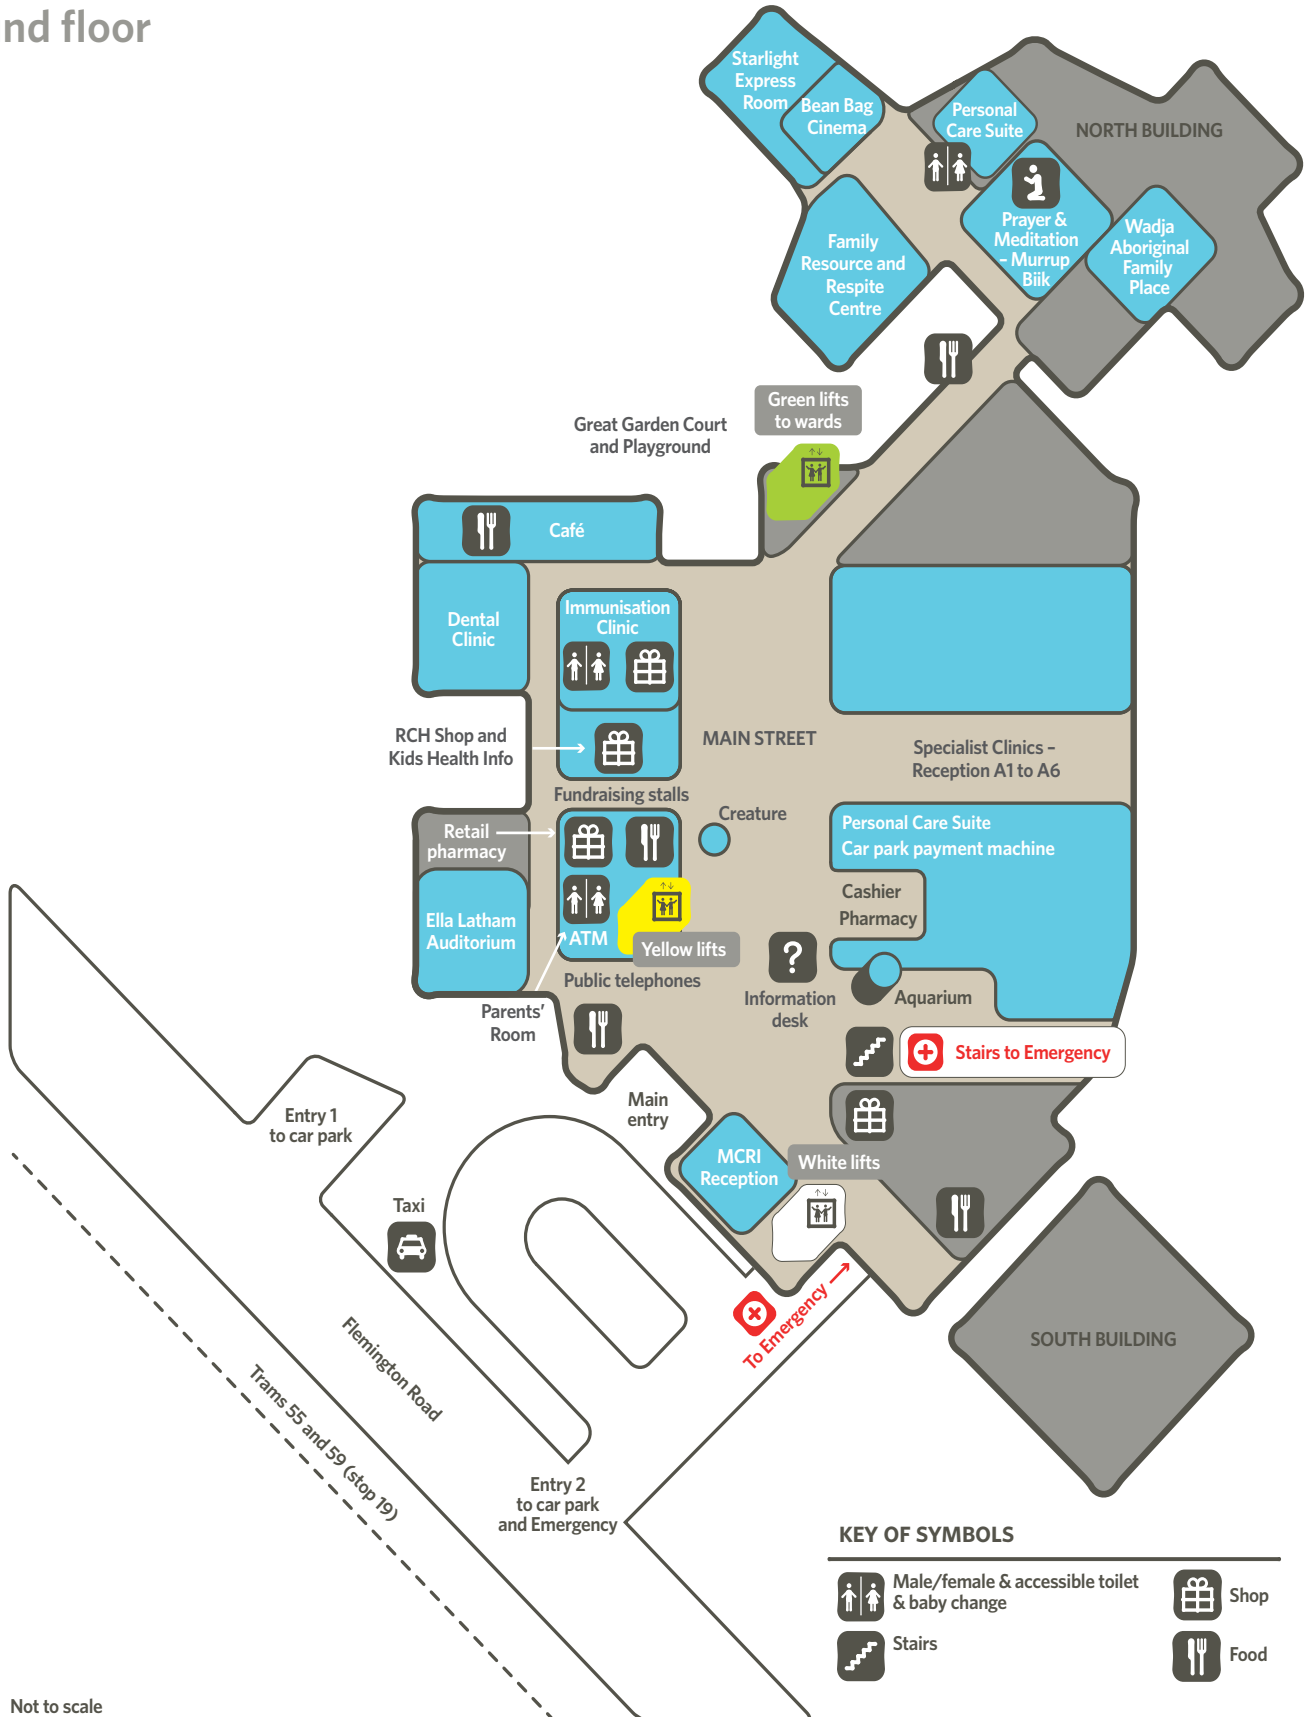 nd floor
Starlight
Express
Room
Bean Bag
Cinema
Personal
Care Suite
NORTH BUILDING
Prayer &
Meditation
– Murrup
Biik
Wadja
Aboriginal
Family
Place
Family
Resource and
Respite
Centre
Green lifts
to wards
Great Garden Court
and Playground
Café
Dental
Clinic
Immunisation
Clinic
RCH Shop and
Kids Health Info
MAIN STREET
Specialist Clinics –
Reception A1 to A6
Fundraising stalls
Creature
Retail
pharmacy
Personal Care Suite
Car park payment machine
Cashier
Pharmacy
Ella Latham
Auditorium
ATM
Yellow lifts
Public telephones
?
Information
desk
Aquarium
Parents'
Room
Stairs to Emergency
Main
entry
Entry 1
to car park
MCRI
Reception
White lifts
Taxi
To Emergency
Flemington Road
SOUTH BUILDING
Trams 55 and 59 (stop 19)
Entry 2
to car park
and Emergency
KEY OF SYMBOLS
Male/female & accessible toilet
& baby change
Shop
Stairs
Food
Not to scale